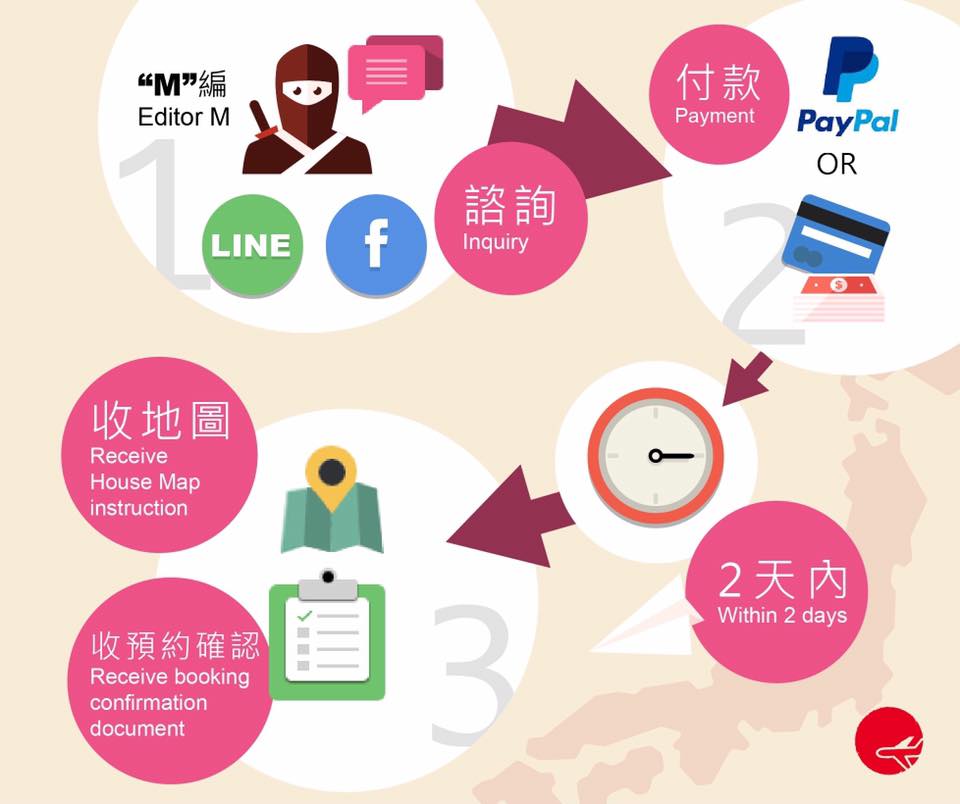 “M”編
Editor M
1
LINE
f
諮詢
Inquiry
付款
Payment
PayPal
OR
2
$
2天內
Within 2 days
收地圖
Receive
House Map
instruction
收預約確認
Receive booking
confirmation
document
3